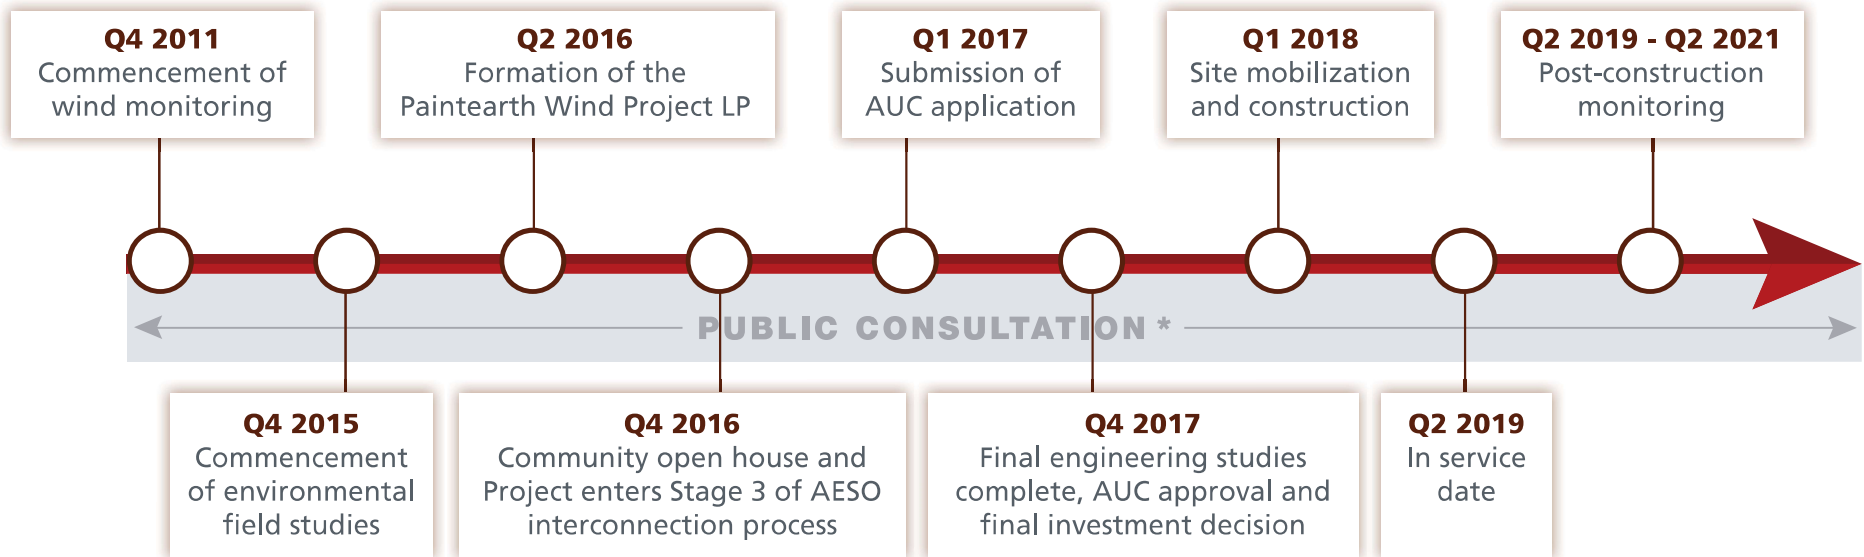 Q4 2011
Commencement of
wind monitoring
Q2 2016
Formation of the
Paintearth Wind Project LP
Q1 2017
Submission of
AUC application
Q1 2018
Site mobilization
and construction
Q2 2019 - Q2 2021
Post-construction
monitoring
PUBLIC CONSULTATION *
Q4 2015
Commencement
of environmental
field studies
Q4 2016
Community open house and
Project enters Stage 3 of AESO
interconnection process
Q4 2017
Final engineering studies
complete, AUC approval and
final investment decision
Q2 2019
In service
date